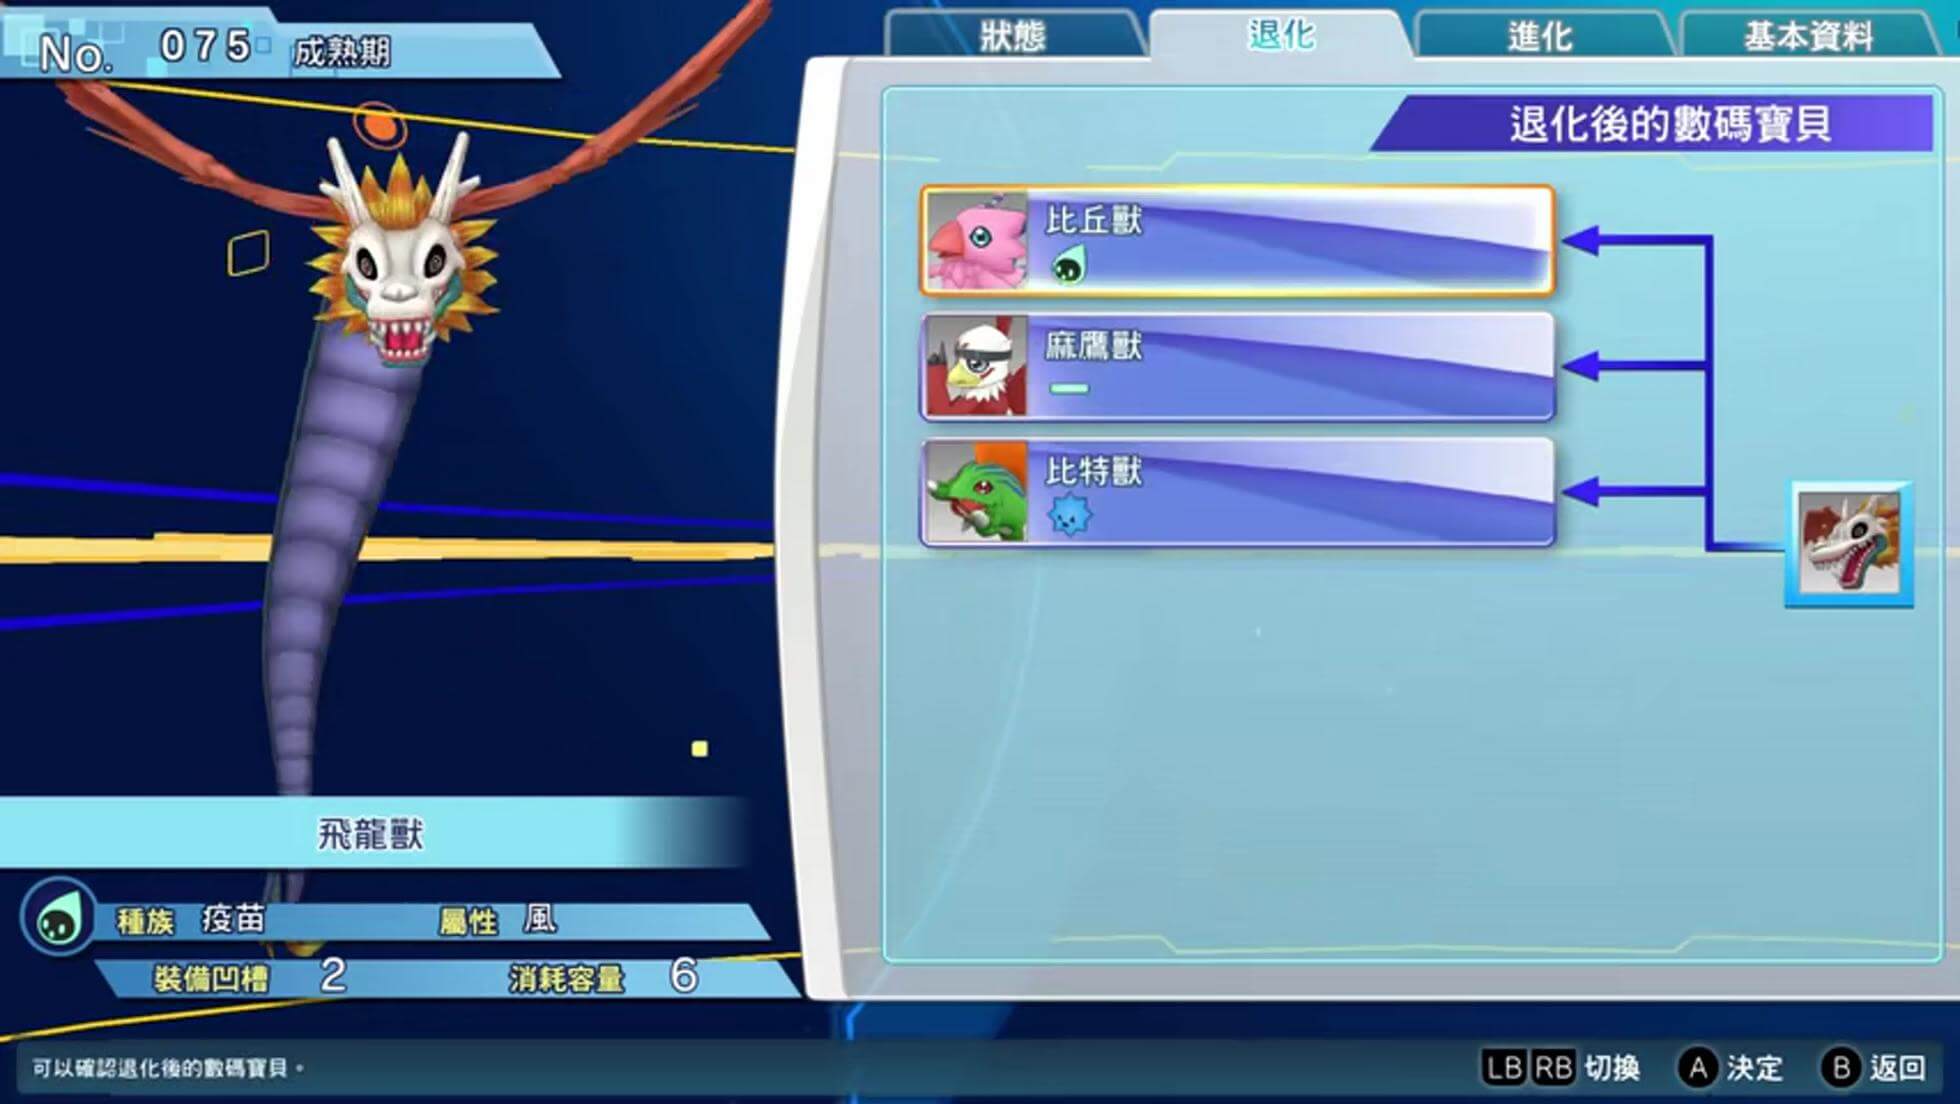 No. 075 成熟期
狀態 退化 進化 基本資料
退化後的數碼寶貝
比丘獸
麻鷹獸
比特獸
飛龍獸
種族 疫苗 屬性 風
裝備凹槽 2 消耗容量 6
可以確認退化後的數碼寶貝。
LB RB 切換 A 決定 B 返回